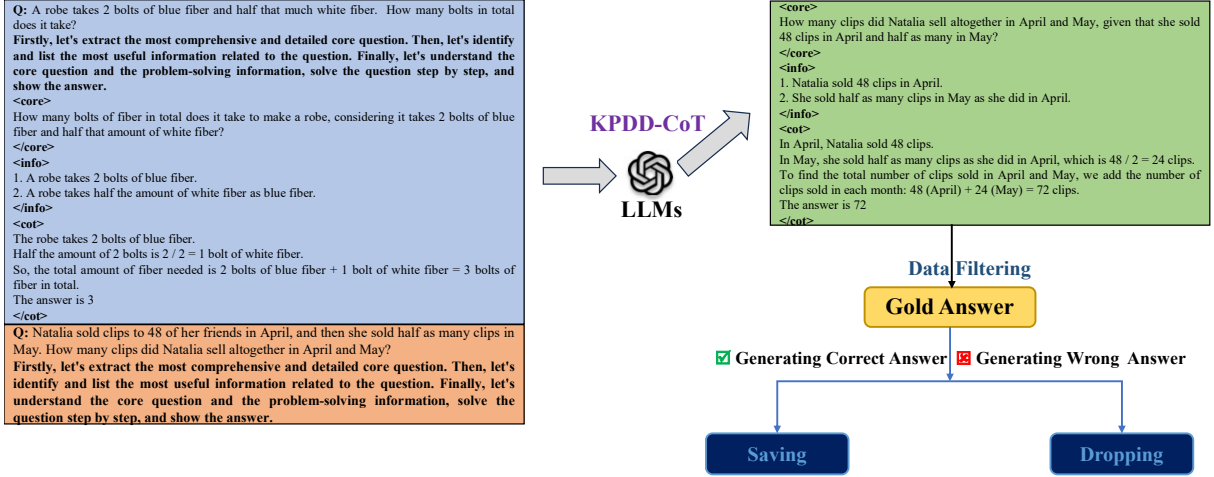 Q: A robe takes 2 bolts of blue fiber and half that much white fiber. How many bolts in total
does it take?
Firstly, let's extract the most comprehensive and detailed core question. Then, let's identify
and list the most useful information related to the question. Finally, let's understand the
core question and the problem-solving information, solve the question step by step, and
show the answer.
<core>
How many bolts of fiber in total does it take to make a robe, considering it takes 2 bolts of blue
fiber and half that amount of white fiber?
</core>
<info>
1. A robe takes 2 bolts of blue fiber.
2. A robe takes half the amount of white fiber as blue fiber.
</info>
<cot>
The robe takes 2 bolts of blue fiber.
Half the amount of 2 bolts is 2 / 2 = 1 bolt of white fiber.
So, the total amount of fiber needed is 2 bolts of blue fiber + 1 bolt of white fiber = 3 bolts of
fiber in total.
The answer is 3
</cot>
Q: Natalia sold clips to 48 of her friends in April, and then she sold half as many clips in
May. How many clips did Natalia sell altogether in April and May?
Firstly, let's extract the most comprehensive and detailed core question. Then, let's
identify and list the most useful information related to the question. Finally, let's
understand the core question and the problem-solving information, solve the
question step by step, and show the answer.
KPDD-CoT
LLMs
<core>
How many clips did Natalia sell altogether in April and May, given that she sold
48 clips in April and half as many in May?
</core>
<info>
1. Natalia sold 48 clips in April.
2. She sold half as many clips in May as she did in April.
</info>
<cot>
In April, Natalia sold 48 clips.
In May, she sold half as many clips as she did in April, which is 48 / 2 = 24 clips.
To find the total number of clips sold in April and May, we add the number of
clips sold in each month: 48 (April) + 24 (May) = 72 clips.
The answer is 72
</cot>
Data Filtering
Gold Answer
Generating Correct Answer
Generating Wrong Answer
Saving
Dropping